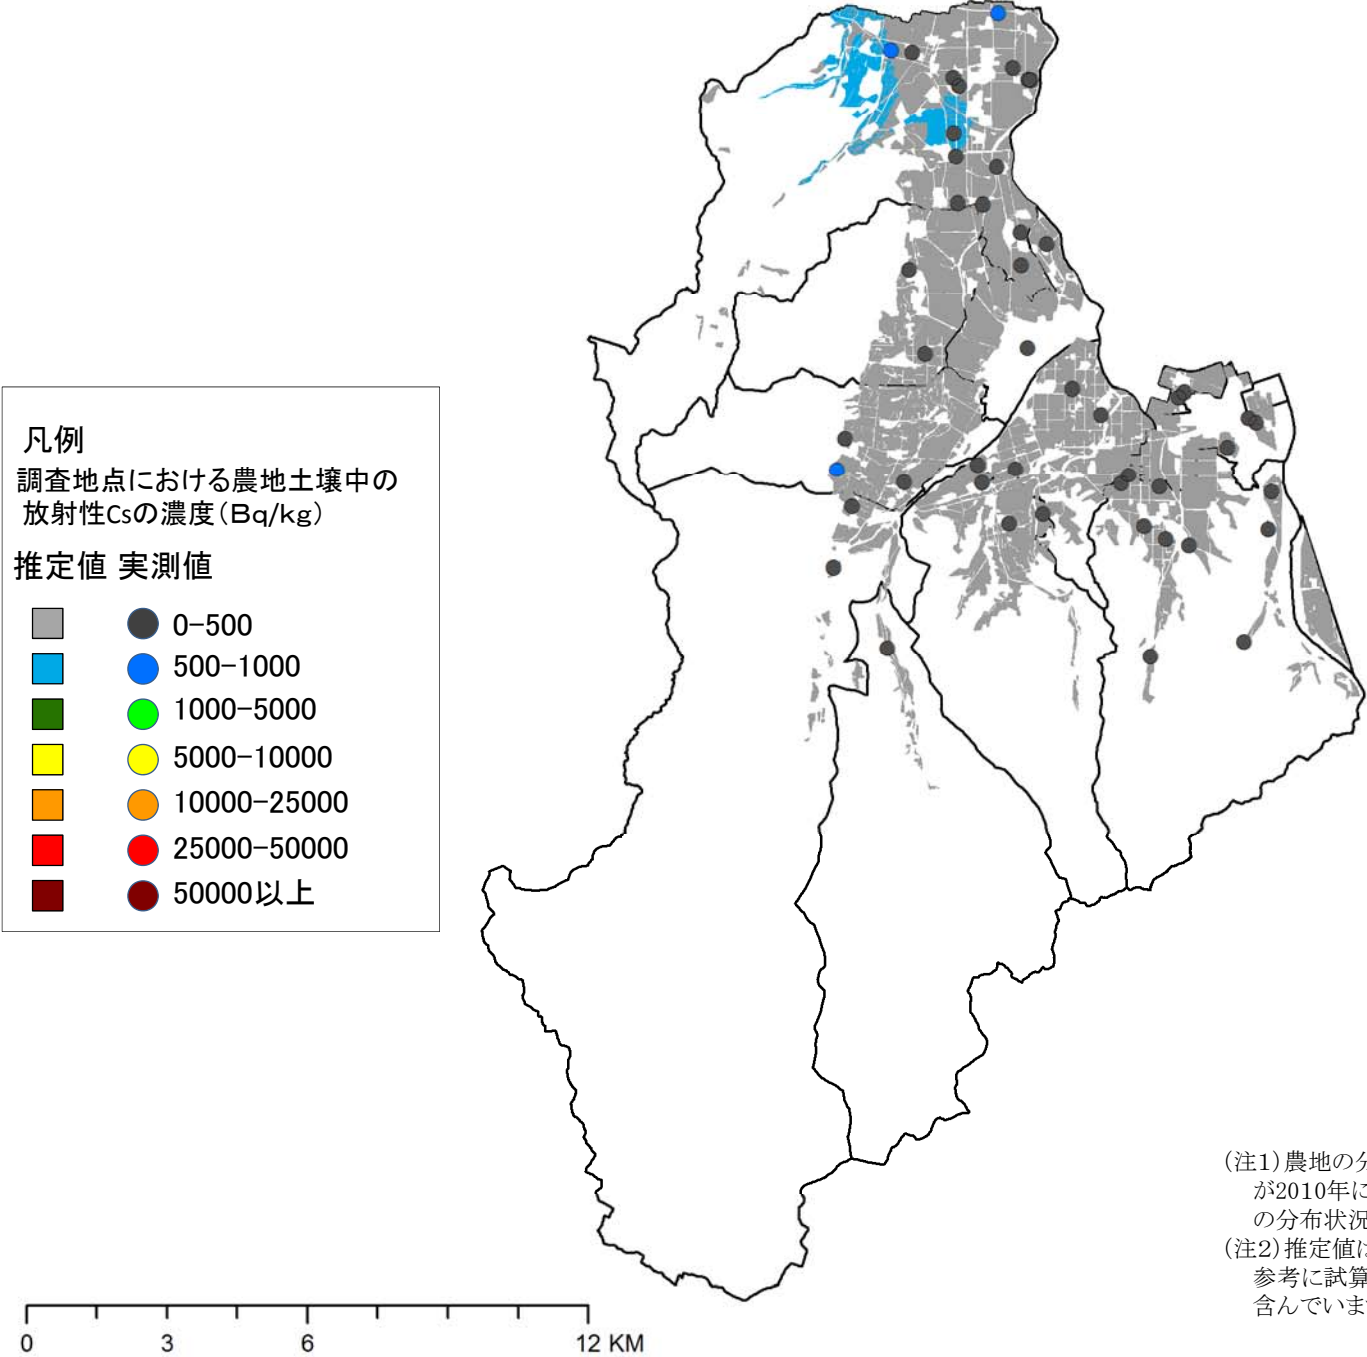 凡例
調査地点における農地土壌中の
放射性Csの濃度(Bq/kg)
推定値 実測値
0-500
500-1000
1000-5000
5000-10000
10000-25000
25000-50000
50000以上
0 3 6 12 KM
(注1)農地の
が2010年に
の分布状況
(注2)推定値
参考に試算
含んでいま